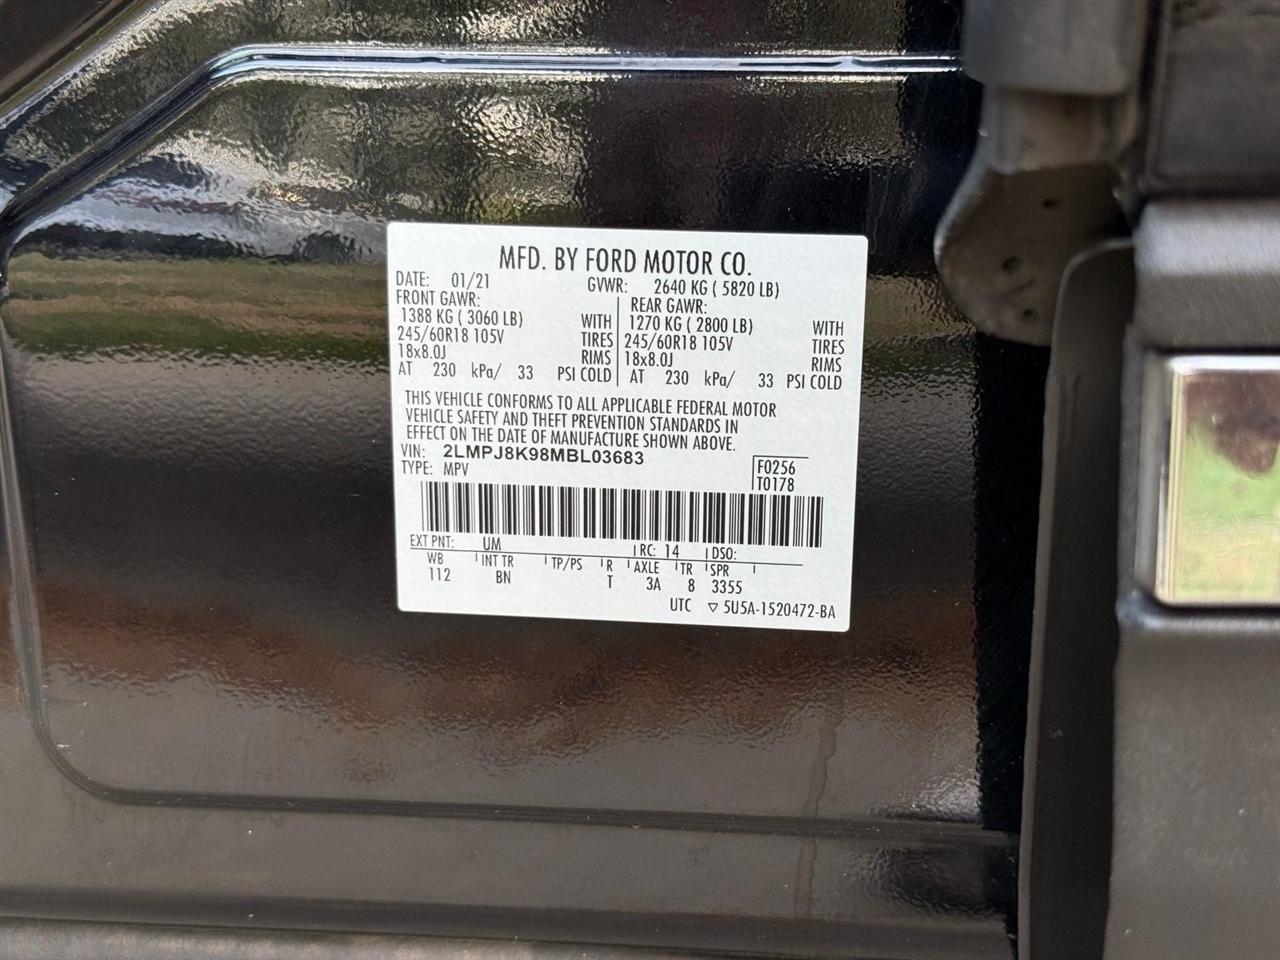 MFD. BY FORD MOTOR CO.
DATE: 01/21 GVWR: 2640 KG ( 5820 LB)
FRONT GAWR: REAR GAWR:
1388 KG ( 3060 LB) WITH 1270 KG ( 2800 LB) WITH
245/60R18 105V TIRES 245/60R18 105V TIRES
18x8.0J RIMS 18x8.0J RIMS
AT 230 kPa/ 33 PSI COLD AT 230 kPa/ 33 PSI COLD
THIS VEHICLE CONFORMS TO ALL APPLICABLE FEDERAL MOTOR
VEHICLE SAFETY AND THEFT PREVENTION STANDARDS IN
EFFECT ON THE DATE OF MANUFACTURE SHOWN ABOVE.
VIN: 2LMPJ8K98MBL03683
TYPE: MPV
F0256
T0178
EXT PNT: UM RC: 14 DSO:
WB INT TR TP/PS R AXLE TR SPR
112 BN T 3A 8 3355
UTC ▽ 5U5A-1520472-BA